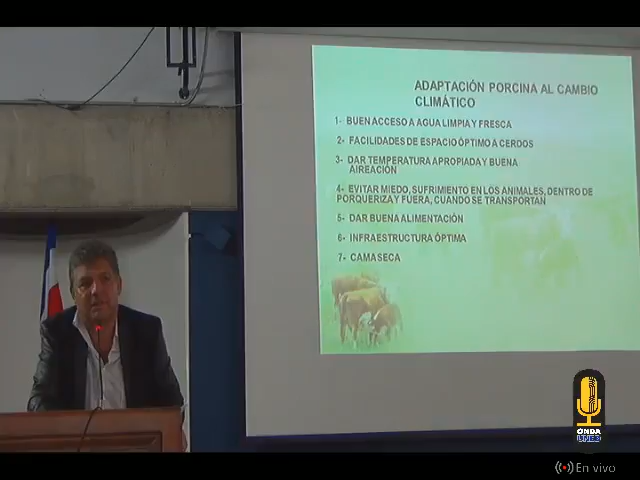 ADAPTACIÓN PORCINA AL CAMBIO
CLIMÁTICO
1- BUEN ACCESO A AGUA LIMPIA Y FRESCA
2- FACILIDADES DE ESPACIO ÓPTIMO A CERDOS
3- DAR TEMPERATURA APROPIADA Y BUENA
AIREACIÓN
4- EVITAR MIEDO, SUFRIMIENTO EN LOS ANIMALES, DENTRO DE
PORQUERIZA Y FUERA, CUANDO SE TRANSPORTAN
5- DAR BUENA ALIMENTACIÓN
6- INFRAESTRUCTURA ÓPTIMA
7- CAMA SECA
ONDA
UNED
En vivo